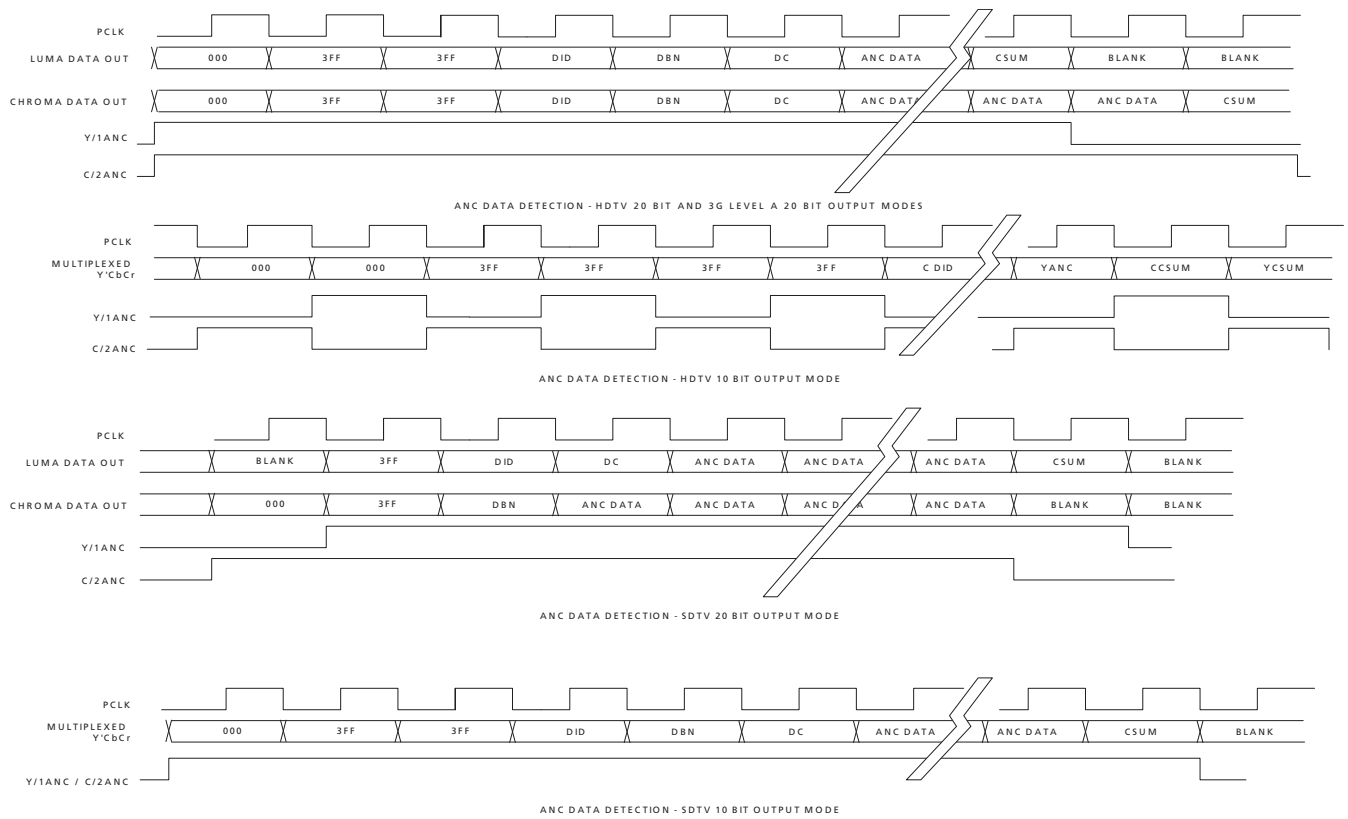 PCLK
LUMA DATA OUT 000 3FF 3FF DID DBN DC ANC DATA CSUM BLANK BLANK
CHROMA DATA OUT 000 3FF 3FF DID DBN DC ANC DATA ANC DATA ANC DATA CSUM
Y/1ANC
C/2ANC
ANC DATA DETECTION - HDTV 20 BIT AND 3G LEVEL A 20 BIT OUTPUT MODES
PCLK
MULTIPLEXED
Y'CbCr 000 000 3FF 3FF 3FF 3FF C DID YANC CCSUM YCSUM
Y/1ANC
C/2ANC
ANC DATA DETECTION - HDTV 10 BIT OUTPUT MODE
PCLK
LUMA DATA OUT BLANK 3FF DID DC ANC DATA ANC DATA ANC DATA CSUM BLANK
CHROMA DATA OUT 000 3FF DBN ANC DATA ANC DATA ANC DATA ANC DATA BLANK BLANK
Y/1ANC
C/2ANC
ANC DATA DETECTION - SDTV 20 BIT OUTPUT MODE
PCLK
MULTIPLEXED
Y'CbCr 000 3FF 3FF DID DBN DC ANC DATA ANC DATA CSUM BLANK
Y/1ANC / C/2ANC
ANC DATA DETECTION - SDTV 10 BIT OUTPUT MODE